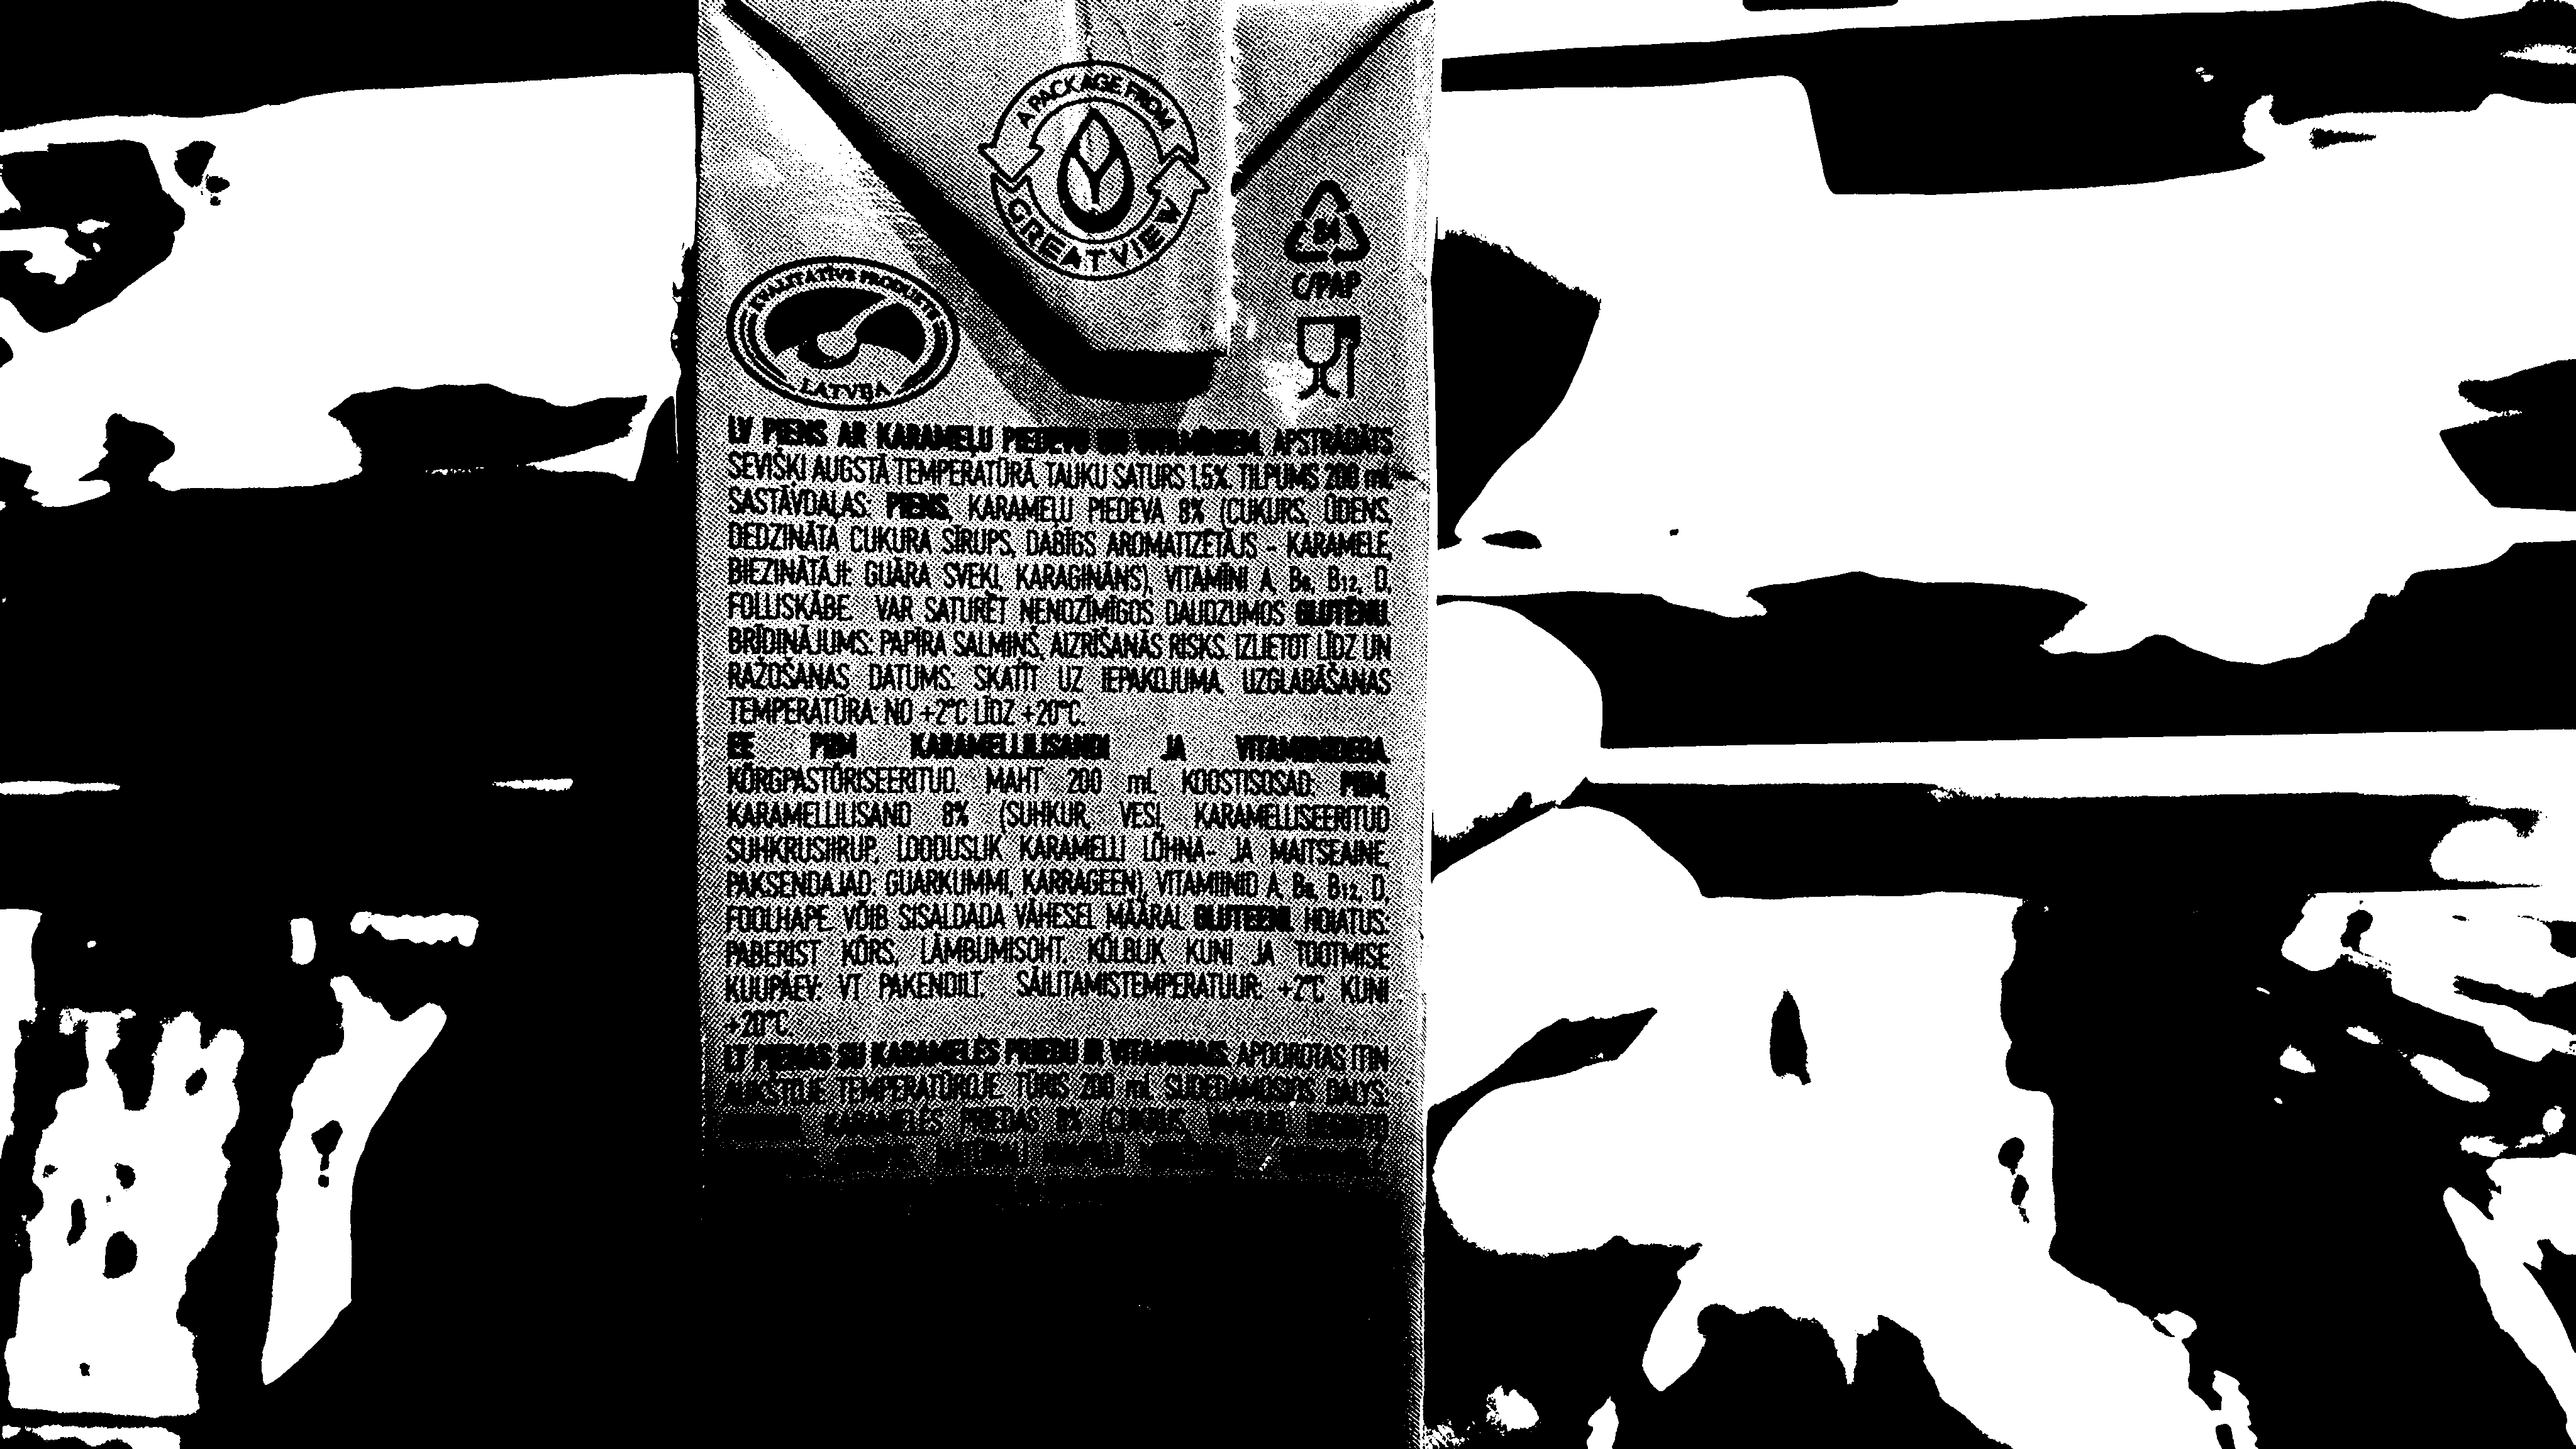 A PACKAGE FROM
GREATVIEW
84
C/PAP
KVALITATĪVS PRODUKTS
LATVIJA
LV PIENS AR KARAMEĻU PIEDEVU UN VITAMĪNIEM, APSTRĀDĀTS
SEVIŠĶI AUGSTĀ TEMPERATŪRĀ. TAUKU SATURS 1,5%. TILPUMS 200 mL
SASTĀVDAĻAS: PIENS, KARAMEĻU PIEDEVA 8% (CUKURS, ŪDENS,
DEDZINĀTA CUKURA SĪRUPS, DABĪGS AROMATIZĒTĀJS - KARAMELE,
BIEZINĀTĀJI: GUĀRA SVEĶI, KARAGINĀNS), VITAMĪNI A, B₆, B₁₂, D,
FOLIJSKĀBE. VAR SATURĒT NENOZĪMĪGOS DAUDZUMOS GLUTĒNU.
BRĪDINĀJUMS: PAPĪRA SALMIŅŠ, AIZRĪŠANĀS RISKS. IZLIETOT LĪDZ UN
RAŽOŠANAS DATUMS: SKATĪT UZ IEPAKOJUMA. UZGLABĀŠANAS
TEMPERATŪRA: NO +2°C LĪDZ +20°C.
EE PIIM KARAMELLILISANDI JA VITAMIINIDEGA,
KÕRGPASTÖRISEERITUD. MAHT 200 mL. KOOSTISOSAD: PIIM,
KARAMELLILISAND 8% (SUHKUR, VESI, KARAMELLISEERITUD
SUHKRUSIIRUP, LOODUSLIK KARAMELLI LÕHNA- JA MAITSEAINE,
PAKSENDAJAD: GUARKUMMI, KARRAGEEN), VITAMIINID A, B₆, B₁₂, D,
FOOLHAPE. VÕIB SISALDADA VÄHESEL MÄÄRAL GLUTEENI. HOIATUS:
PABERIST KÕRS, LÄMBUMISOHT. KÕLBLIK KUNI JA TOOTMISE
KUUPÄEV: VT PAKENDILT. SÄILITAMISTEMPERATUUR: +2°C KUNI
+20°C.
LT PIENAS SU KARAMELĖS PRIEDU IR VITAMINAIS APDOROTAS ITIN
AUKŠTOJE TEMPERATŪROJE. TŪRIS 200 mL. SUDEDAMOSIOS DALYS:
KARAMELĖS PRIEDAS 8% (CUKRUS,